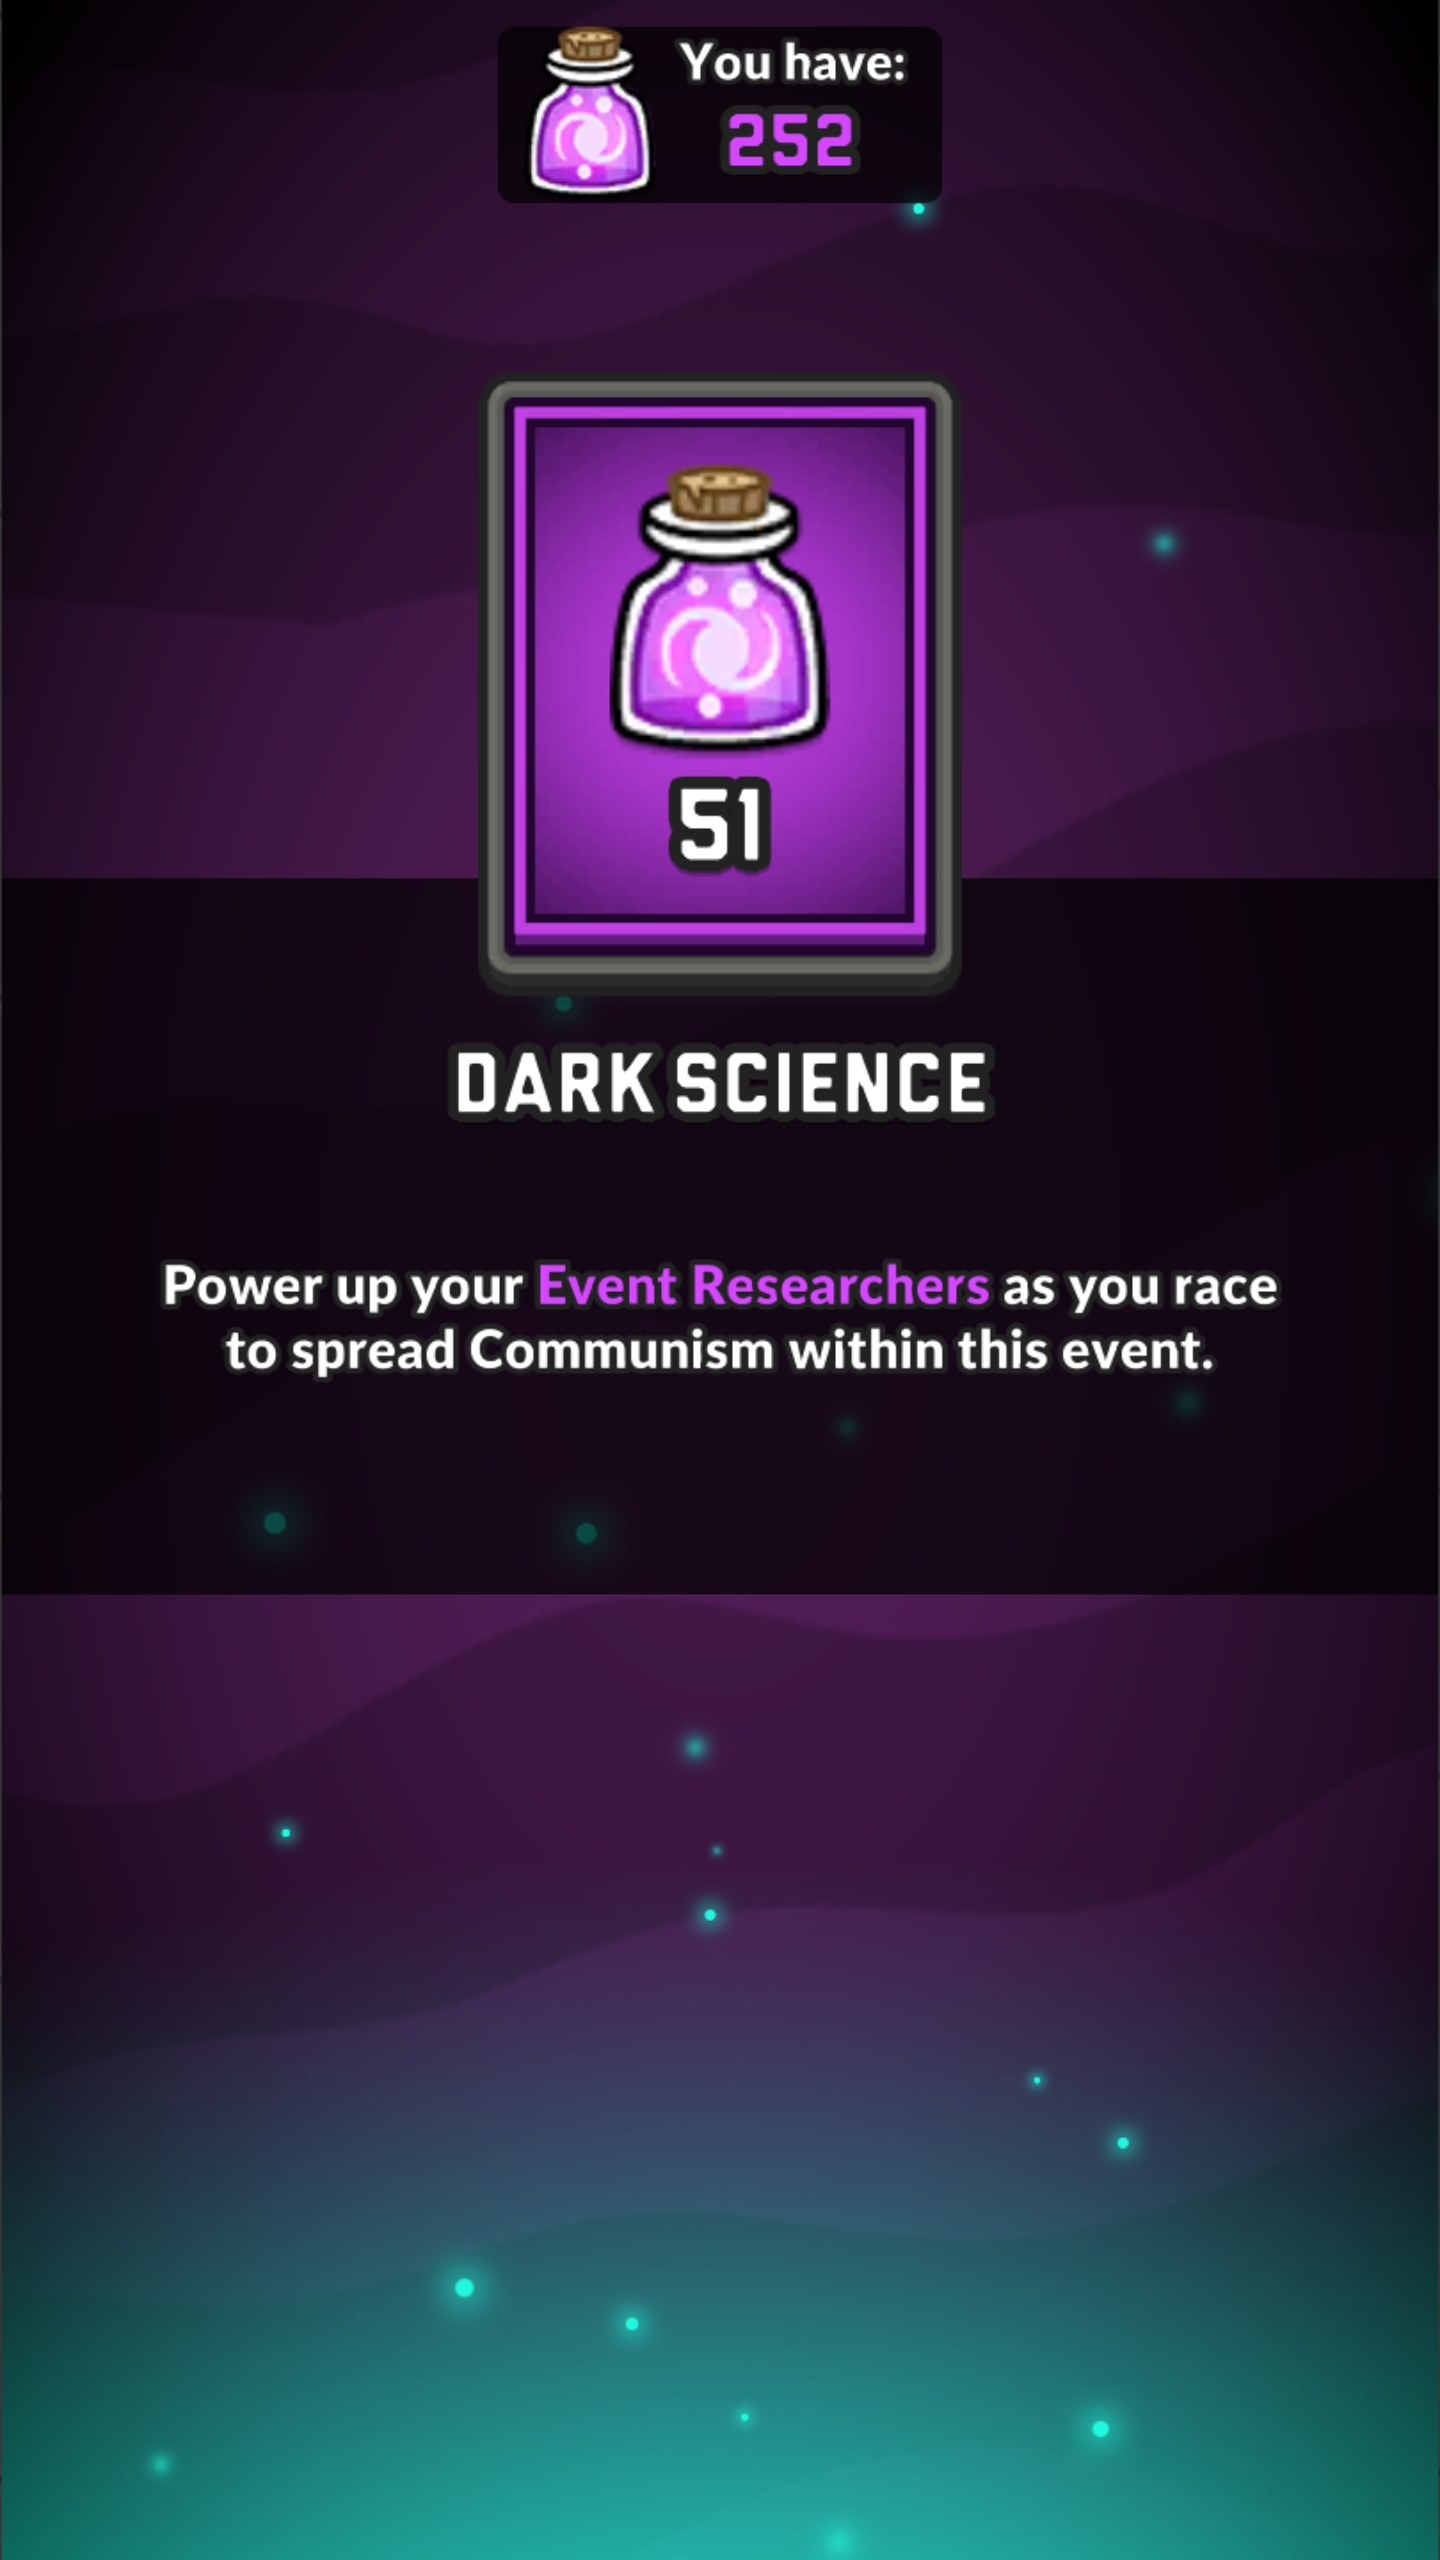 You have:
252
51
DARK SCIENCE
Power up your Event Researchers as you race
to spread Communism within this event.